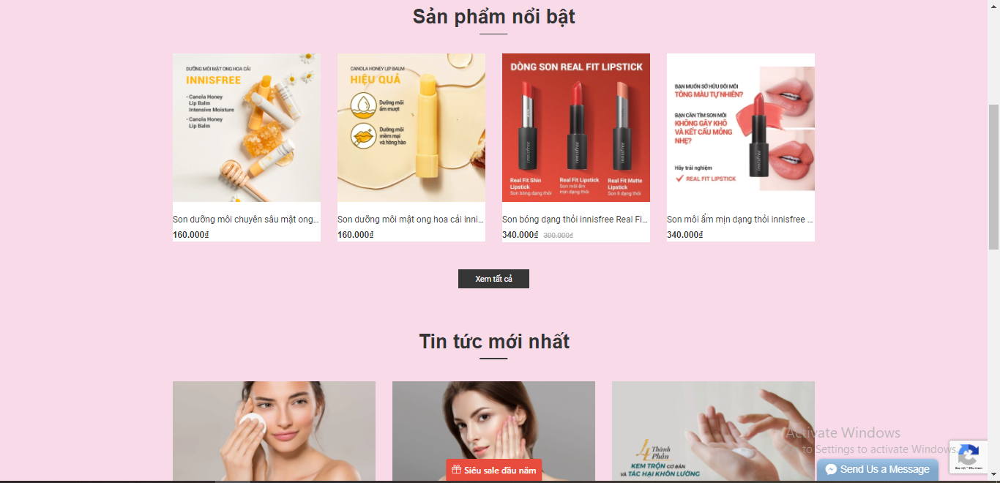 Sản phẩm nổi bật
DƯỠNG MÔI MẬT ONG HOA CẢI
INNISFREE
• Canola Honey
Lip Balm
Intensive Moisture
• Canola Honey
Lip Balm
Son dưỡng môi chuyên sâu mật ong...
160.000₫
CANOLA HONEY LIP BALM
HIỆU QUẢ
Dưỡng môi
ẩm mượt
Dưỡng môi
mềm mại
và hồng hào
Son dưỡng môi mật ong hoa cải inni...
160.000₫
DÒNG SON REAL FIT LIPSTICK
innisfree
innisfree
innisfree
Real Fit Shin
Lipstick
Son bóng dạng thỏi
Real Fit Lipstick
Son môi ẩm
mịn dạng thỏi
Real Fit Matte
Lipstick
Son lì dạng thỏi
Son bóng dạng thỏi innisfree Real Fi...
340.000₫ 300.000₫
BẠN MUỐN SỞ HỮU ĐÔI MÔI
TÔNG MÀU TỰ NHIÊN?
BẠN CẦN TÌM SON MÔI
KHÔNG GÂY KHÔ
VÀ KẾT CẤU MỎNG
NHẸ?
Hãy trải nghiệm
REAL FIT LIPSTICK
innisfree
Son môi ẩm mịn dạng thỏi innisfree ...
340.000₫
Xem tất cả
Tin tức mới nhất
4 Thành
Phần
KEM TRỘN CƠ BẢN
VÀ TÁC HẠI KHÔN LƯỜNG
Activate Windows
Go to Settings to activate Windows.
Siêu sale đầu năm
Send Us a Message